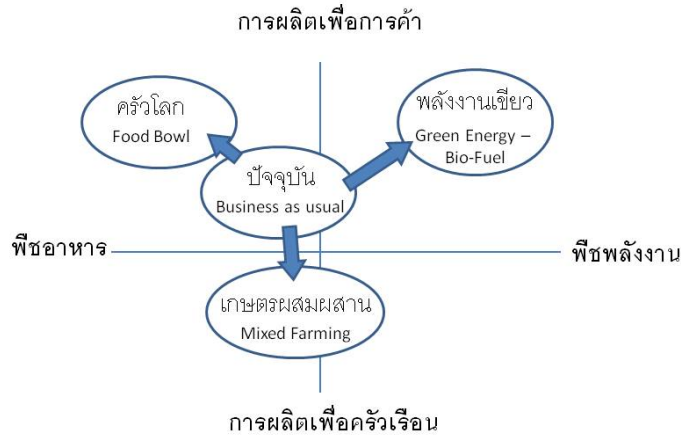 การผลิตเพื่อการค้า
ครัวโลก
Food Bowl
พลังงานเขียว
Green Energy –
Bio-Fuel
ปัจจุบัน
Business as usual
พืชอาหาร
พืชพลังงาน
เกษตรผสมผสาน
Mixed Farming
การผลิตเพื่อครัวเรือน